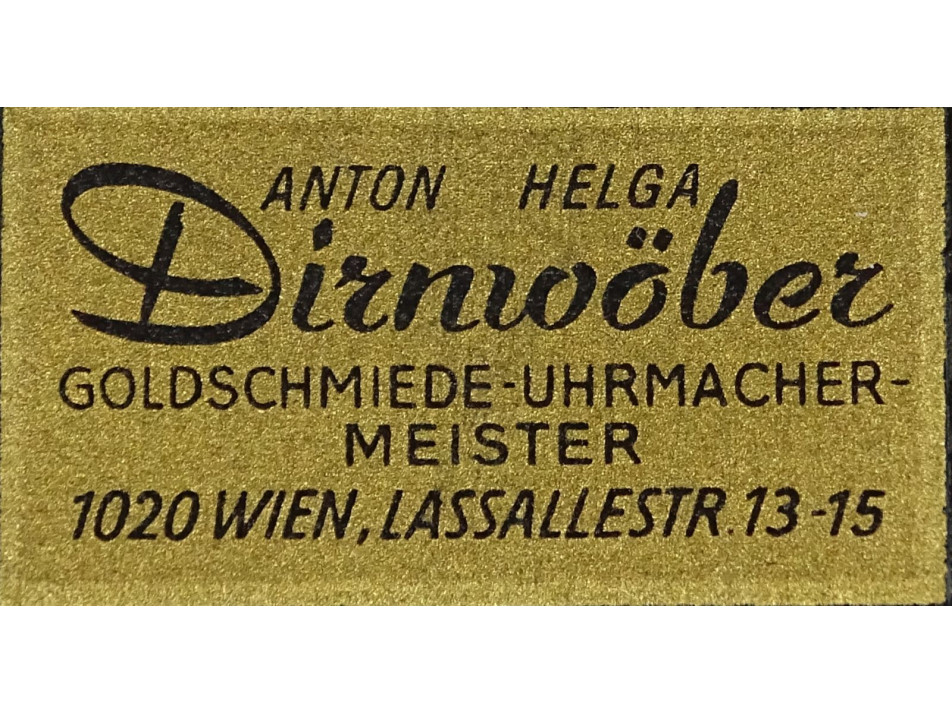 ANTON HELGA
Dirnwöber
GOLDSCHMIEDE-UHRMACHER-
MEISTER
1020 WIEN, LASSALLESTR. 13-15